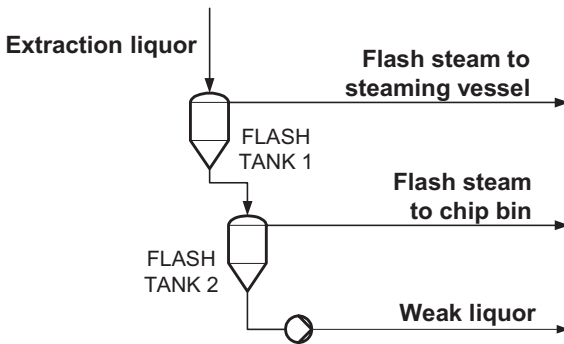 Extraction liquor
Flash steam to
steaming vessel
FLASH
TANK 1
Flash steam
to chip bin
FLASH
TANK 2
Weak liquor